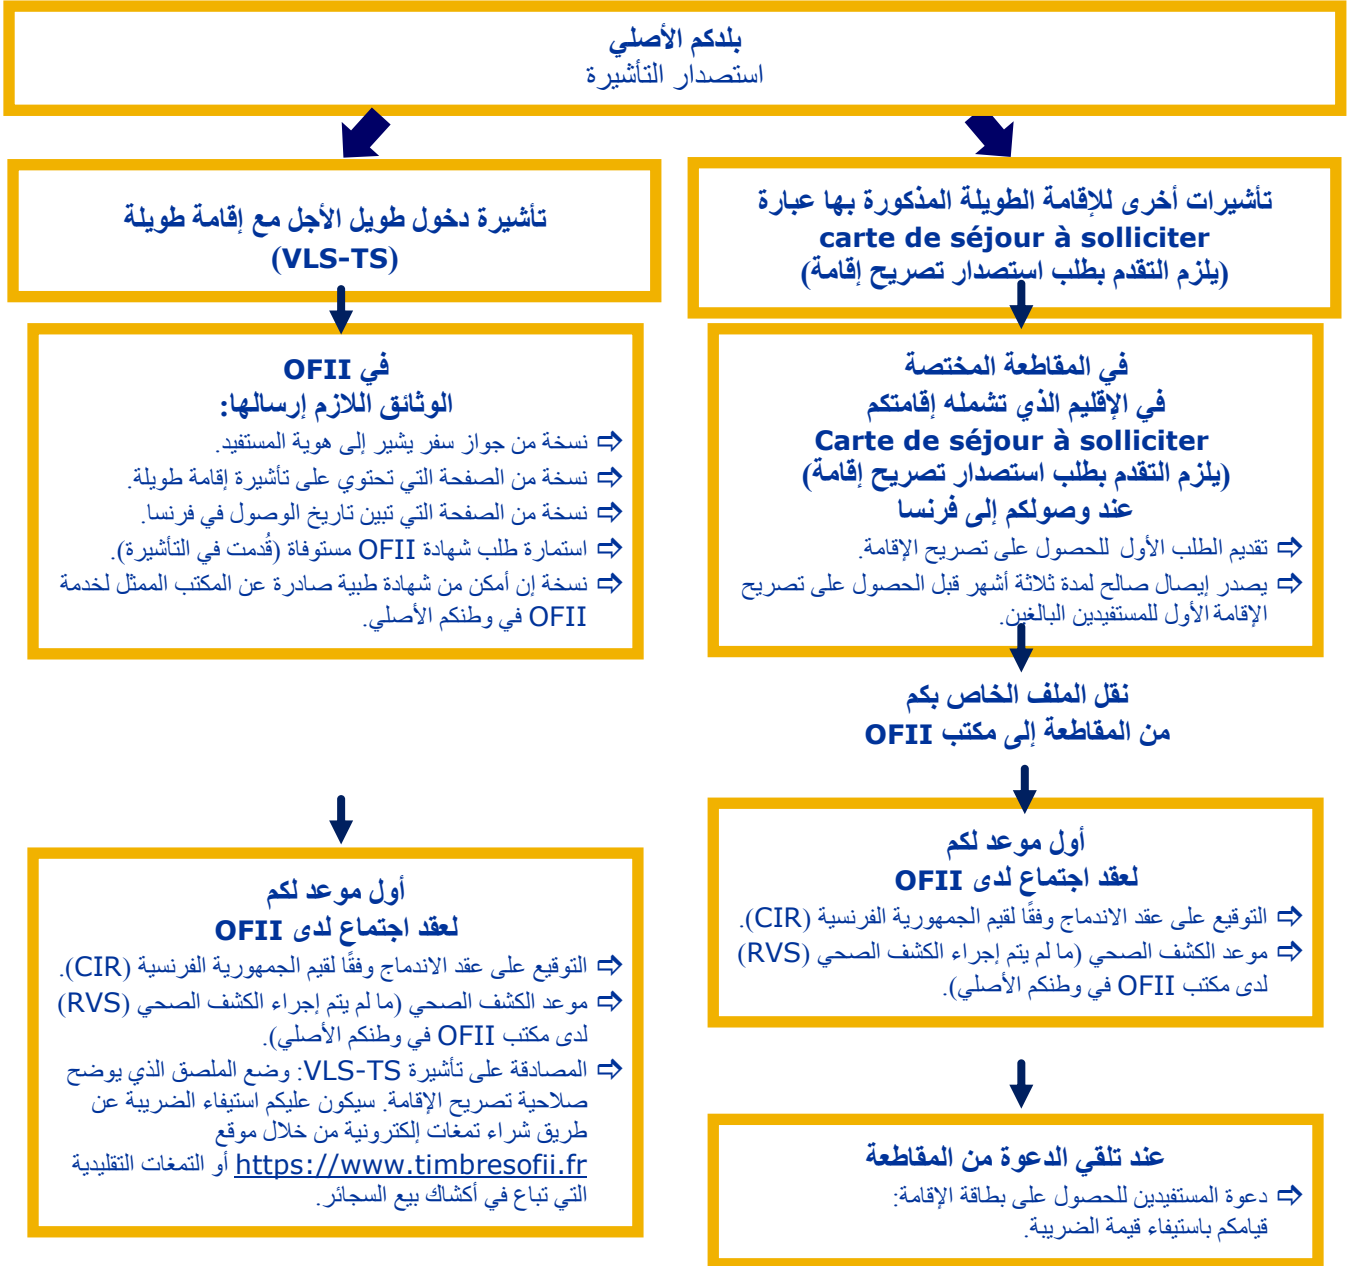 بلدكم الأصلي
استصدار التأشيرة
تأشيرات أخرى للإقامة الطويلة المذكورة بها عبارة
carte de séjour à solliciter
(يلزم التقدم بطلب استصدار تصريح إقامة)
في المقاطعة المختصة
في الإقليم الذي تشمله إقامتكم
Carte de séjour à solliciter
(يلزم التقدم بطلب استصدار تصريح إقامة)
عند وصولكم إلى فرنسا
⇨ تقديم الطلب الأول للحصول على تصريح الإقامة.
⇨ يصدر إيصال صالح لمدة ثلاثة أشهر قبل الحصول على تصريح
الإقامة الأول للمستفيدين البالغين.
نقل الملف الخاص بكم
من المقاطعة إلى مكتب OFII
أول موعد لكم
لعقد اجتماع لدى OFII
⇨ التوقيع على عقد الاندماج وفقًا لقيم الجمهورية الفرنسية (CIR).
⇨ موعد الكشف الصحي (ما لم يتم إجراء الكشف الصحي (RVS)
لدى مكتب OFII في وطنكم الأصلي).
عند تلقي الدعوة من المقاطعة
⇨ دعوة المستفيدين للحصول على بطاقة الإقامة:
قيامكم باستيفاء قيمة الضريبة.
تأشيرة دخول طويل الأجل مع إقامة طويلة
(VLS-TS)
في OFII
الوثائق اللازم إرسالها:
⇨ نسخة من جواز سفر يشير إلى هوية المستفيد.
⇨ نسخة من الصفحة التي تحتوي على تأشيرة إقامة طويلة.
⇨ نسخة من الصفحة التي تبين تاريخ الوصول في فرنسا.
⇨ استمارة طلب شهادة OFII مستوفاة (قُدمت في التأشيرة).
⇨ نسخة إن أمكن من شهادة طبية صادرة عن المكتب الممثل لخدمة
OFII في وطنكم الأصلي.
أول موعد لكم
لعقد اجتماع لدى OFII
⇨ التوقيع على عقد الاندماج وفقًا لقيم الجمهورية الفرنسية (CIR).
⇨ موعد الكشف الصحي (ما لم يتم إجراء الكشف الصحي (RVS)
لدى مكتب OFII في وطنكم الأصلي).
⇨ المصادقة على تأشيرة VLS-TS: وضع الملصق الذي يوضح
صلاحية تصريح الإقامة. سيكون عليكم استيفاء الضريبة عن
طريق شراء تمغات إلكترونية من خلال موقع
https://www.timbresofii.fr أو التمغات التقليدية
التي تباع في أكشاك بيع السجائر.